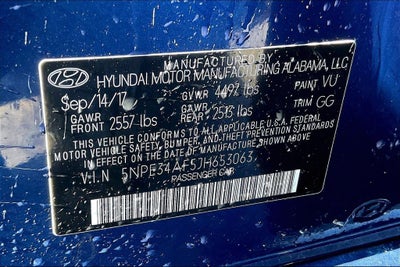 MANUFACTURED BY
HYUNDAI MOTOR MANUFACTURING ALABAMA, LLC
Sep/14/17 GVWR 4497 lbs PAINT VU
GAWR FRONT 2557 lbs GAWR REAR 2513 lbs TRIM GG
THIS VEHICLE CONFORMS TO ALL APPLICABLE U.S. FEDERAL
MOTOR VEHICLE SAFETY, BUMPER, AND THEFT PREVENTION STANDARDS
IN EFFECT ON THE DATE OF MANUFACTURE SHOWN ABOVE.
V.I.N 5NPE34AF5JH653063
PASSENGER CAR